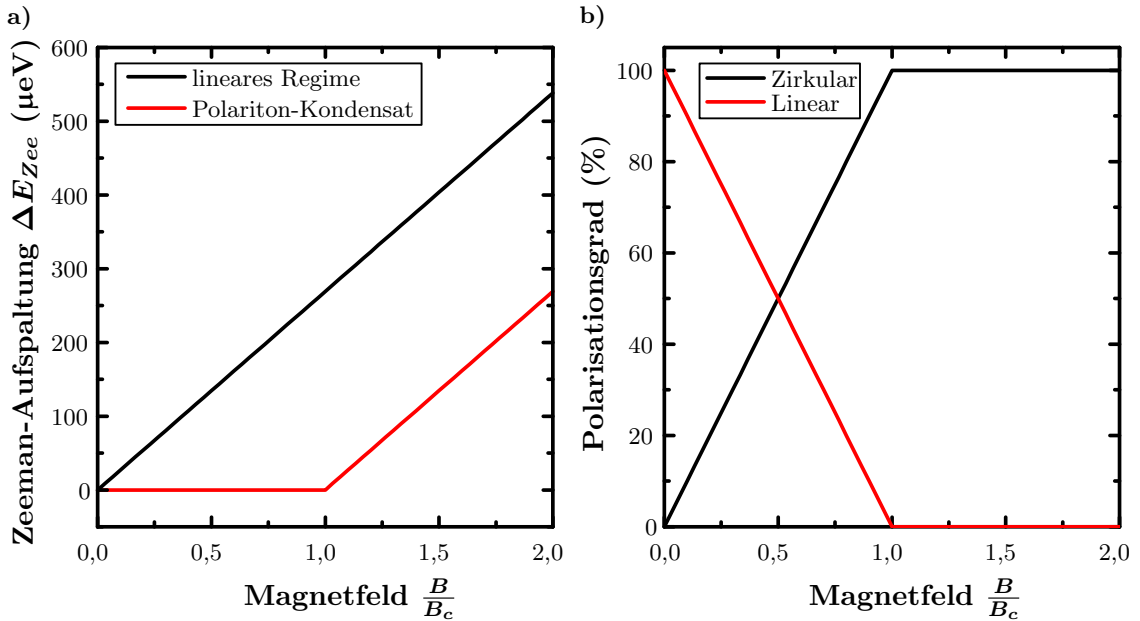 a)
Zeeman-Aufspaltung ΔE_Zee (μeV)
600
500
400
300
200
100
0
lineares Regime
Polariton-Kondensat
0,0 0,5 1,0 1,5 2,0
Magnetfeld B/B_c
b)
Polarisationsgrad (%)
100
80
60
40
20
0
Zirkular
Linear
0,0 0,5 1,0 1,5 2,0
Magnetfeld B/B_c